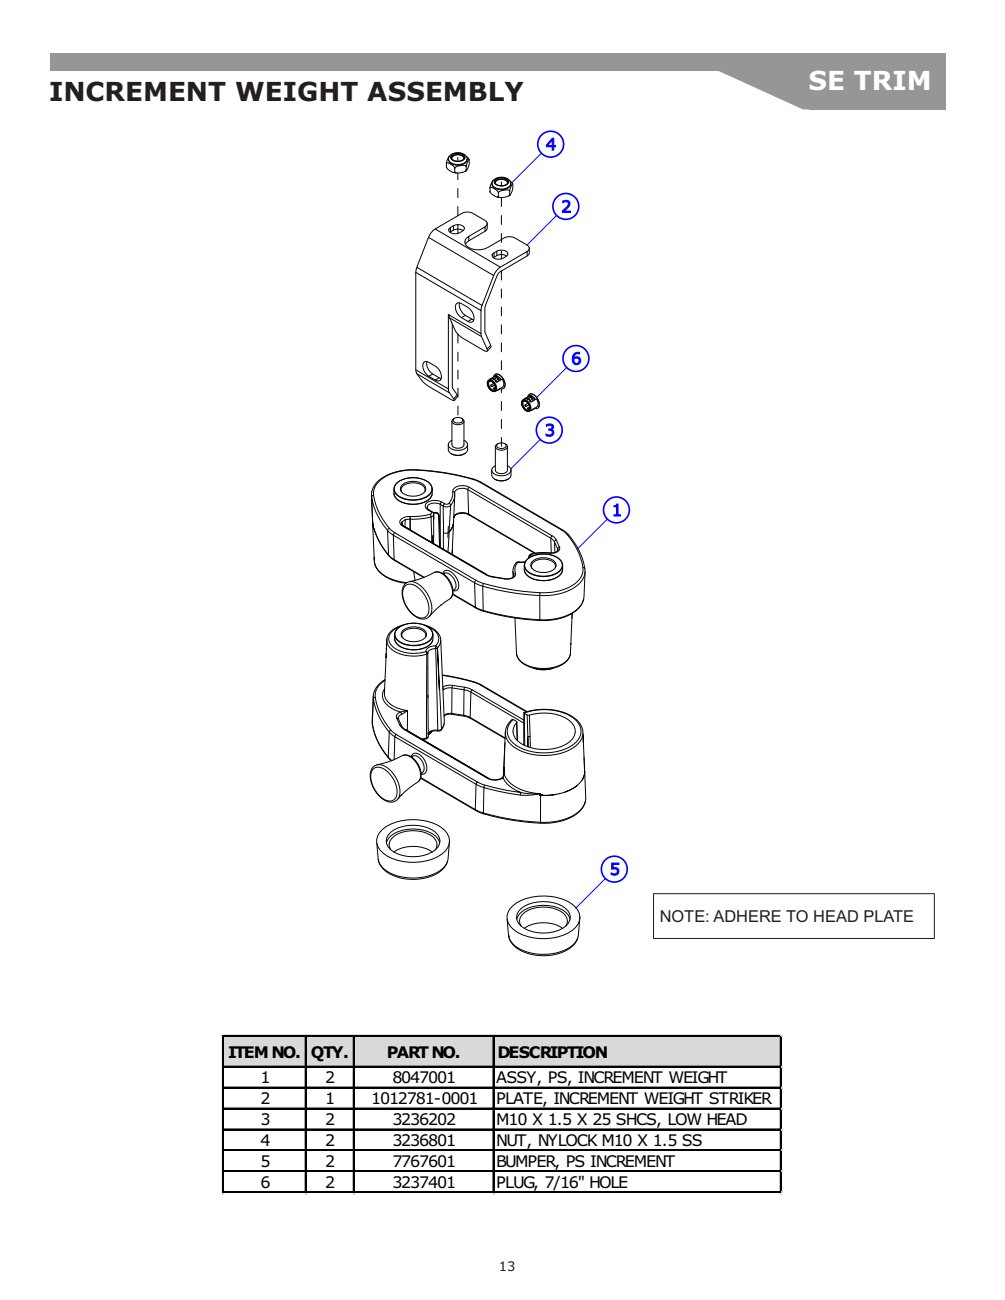 SE TRIM
INCREMENT WEIGHT ASSEMBLY
4
2
6
3
1
5
NOTE: ADHERE TO HEAD PLATE
ITEM NO. QTY. PART NO. DESCRIPTION
1 2 8047001 ASSY, PS, INCREMENT WEIGHT
2 1 1012781-0001 PLATE, INCREMENT WEIGHT STRIKER
3 2 3236202 M10 X 1.5 X 25 SHCS, LOW HEAD
4 2 3236801 NUT, NYLOCK M10 X 1.5 SS
5 2 7767601 BUMPER, PS INCREMENT
6 2 3237401 PLUG, 7/16" HOLE
13